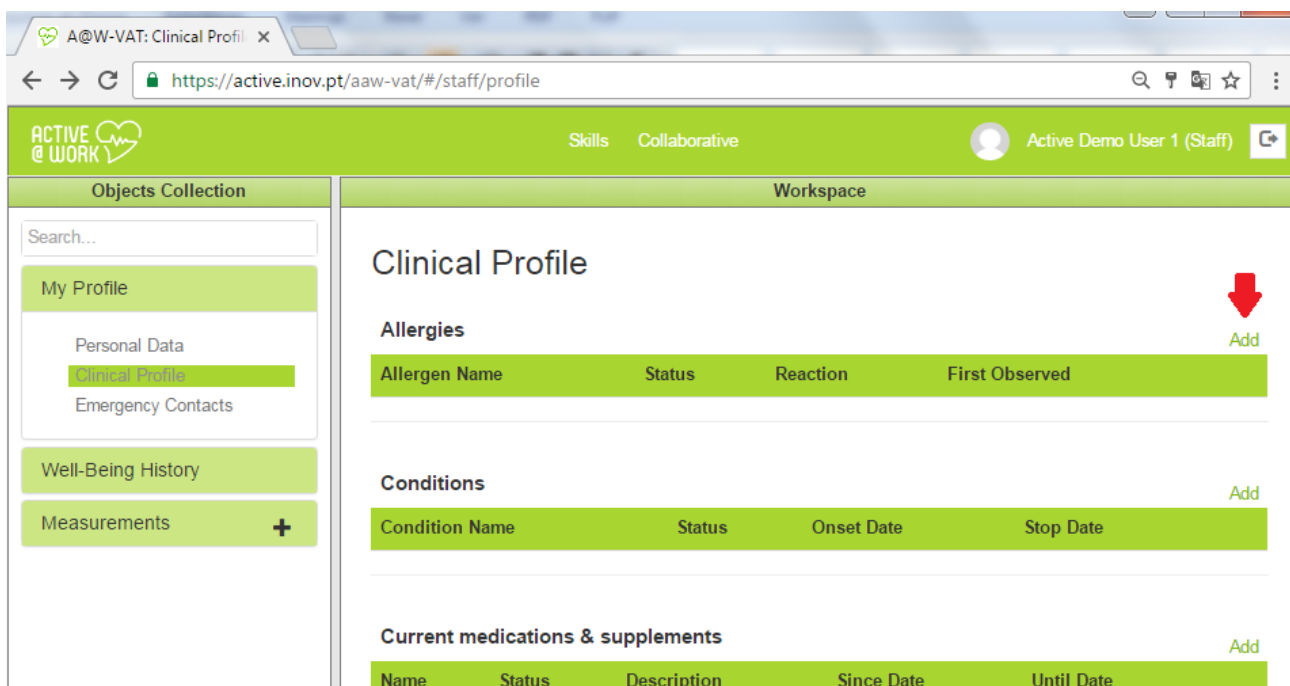 A@W-VAT: Clinical Profil
https://active.inov.pt/aaw-vat/#/staff/profile
ACTIVE
@ WORK
Skills Collaborative Active Demo User 1 (Staff)
Objects Collection
Workspace
Search...
My Profile
Personal Data
Clinical Profile
Emergency Contacts
Well-Being History
Measurements
Clinical Profile
Allergies
Add
Allergen Name Status Reaction First Observed
Conditions
Add
Condition Name Status Onset Date Stop Date
Current medications & supplements
Add
Name Status Description Since Date Until Date